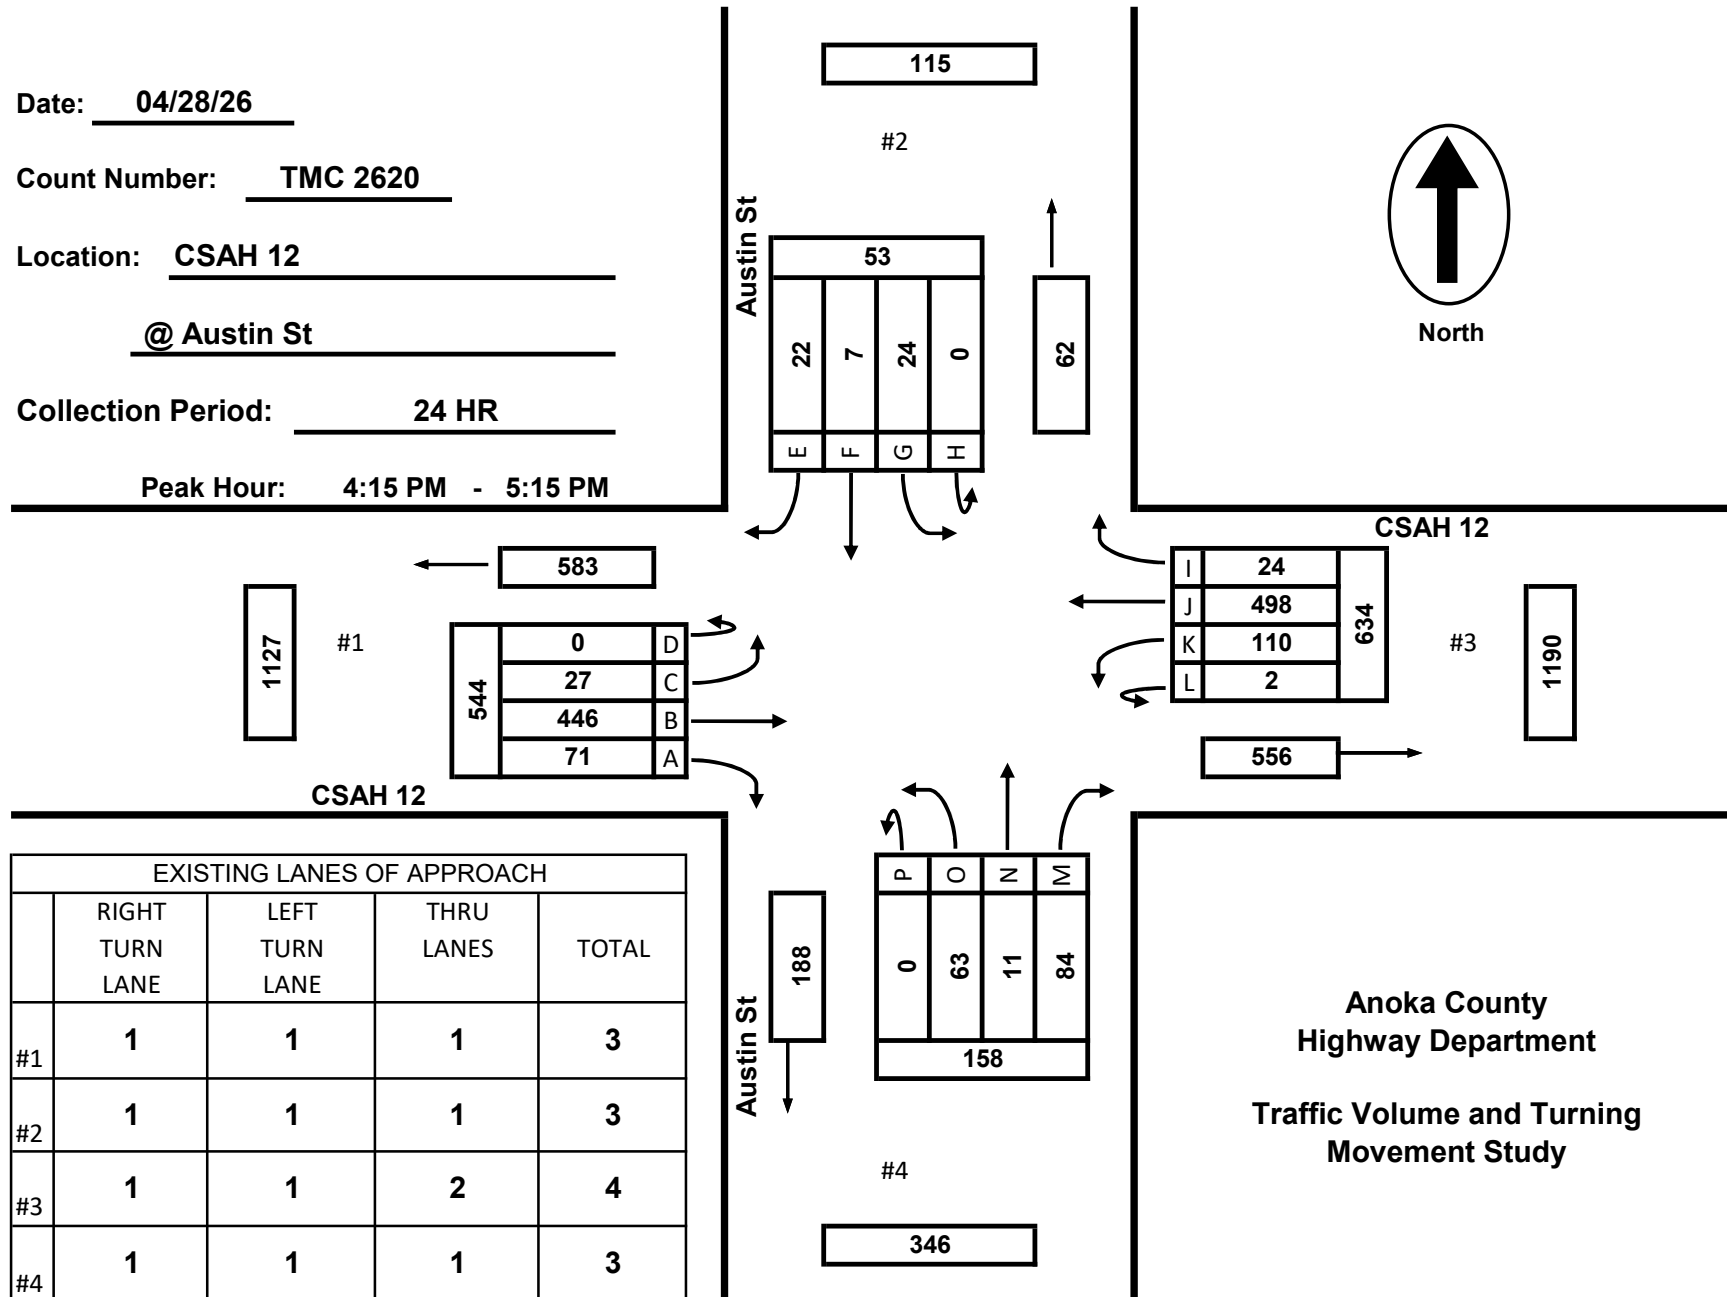 Date: 04/28/26
Count Number: TMC 2620
Location: CSAH 12
@ Austin St
Collection Period: 24 HR
Peak Hour: 4:15 PM - 5:15 PM
115
#2
Austin St
53
22 7 24 0
E F G H
62
North
CSAH 12
583
1127
#1
544
0 D
27 C
446 B
71 A
CSAH 12
I 24
J 498
K 110
L 2
634
#3
1190
556
EXISTING LANES OF APPROACH
RIGHT TURN LANE LEFT TURN LANE THRU LANES TOTAL
#1 1 1 1 3
#2 1 1 1 3
#3 1 1 2 4
#4 1 1 1 3
188
Austin St
P O N M
0 63 11 84
158
#4
346
Anoka County
Highway Department
Traffic Volume and Turning
Movement Study